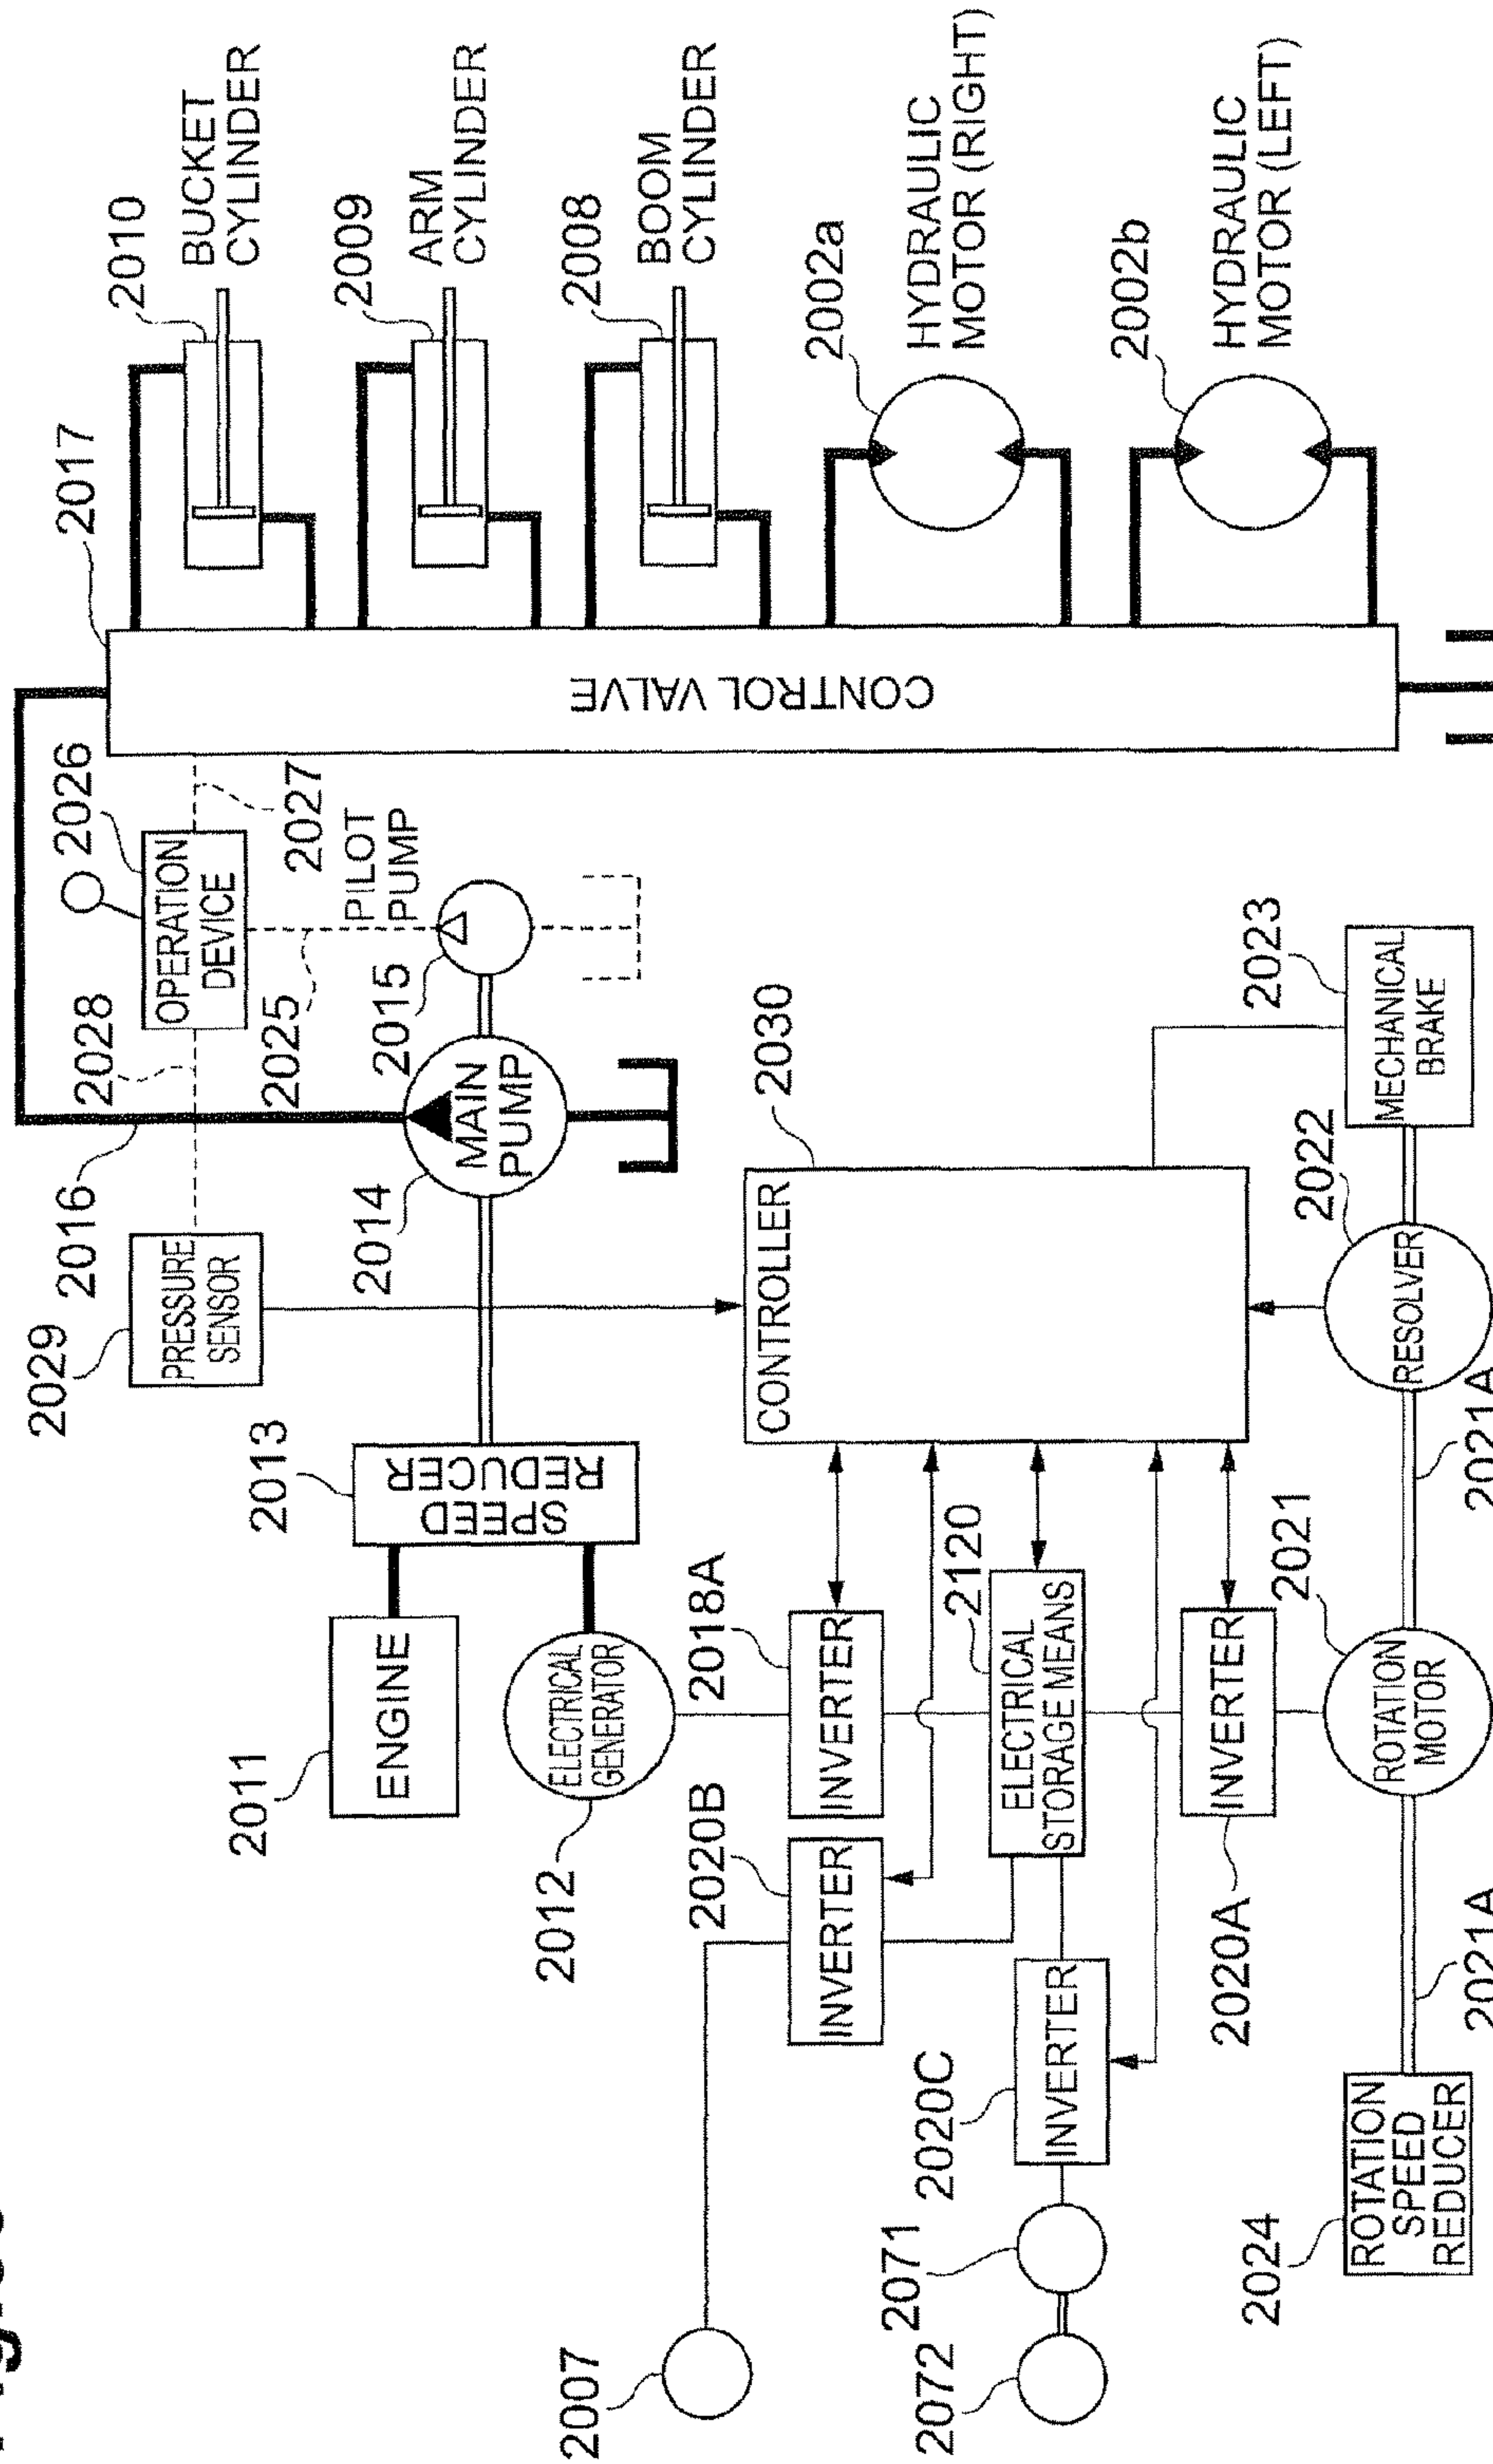 2010
BUCKET
CYLINDER
2009
ARM
CYLINDER
2008
BOOM
CYLINDER
2002a
HYDRAULIC
MOTOR (RIGHT)
2002b
HYDRAULIC
MOTOR (LEFT)
2017
CONTROL VALVE
2026
OPERATION
DEVICE
2027
PILOT
PUMP
2028
2025
2015
2016
MAIN
PUMP
2014
2029
PRESSURE
SENSOR
2013
SPEED
REDUCER
2011
ENGINE
2012
ELECTRICAL
GENERATOR
2030
CONTROLLER
2018A
INVERTER
2020B
INVERTER
2120
ELECTRICAL
STORAGE MEANS
2020C
INVERTER
2020A
INVERTER
2023
MECHANICAL
BRAKE
2022
RESOLVER
2021A
2021
ROTATION
MOTOR
2021A
2024
ROTATION
SPEED
REDUCER
2007
2071
2072